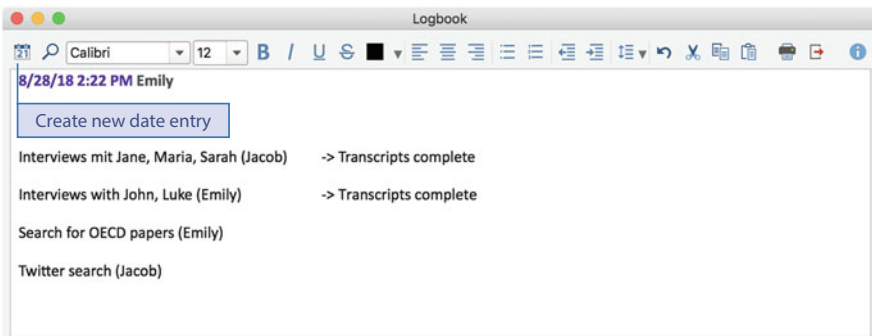 Logbook
21 Calibri 12 B I U S
8/28/18 2:22 PM Emily
Create new date entry
Interviews mit Jane, Maria, Sarah (Jacob) -> Transcripts complete
Interviews with John, Luke (Emily) -> Transcripts complete
Search for OECD papers (Emily)
Twitter search (Jacob)